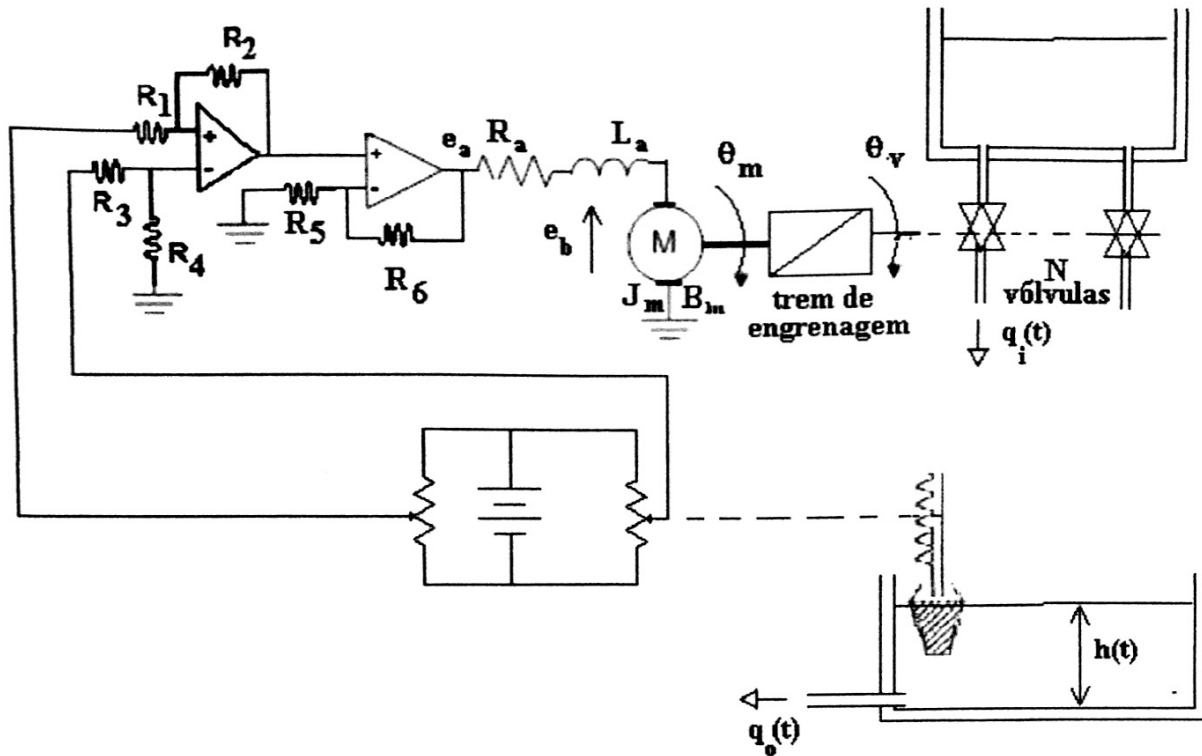 R2
R1
+
-
R3
R4
+
-
R5
R6
ea
Ra
La
eb
M
Jm
Bm
θm
θv
trem de
engrenagem
N
vőlvulas
qi(t)
h(t)
qo(t)